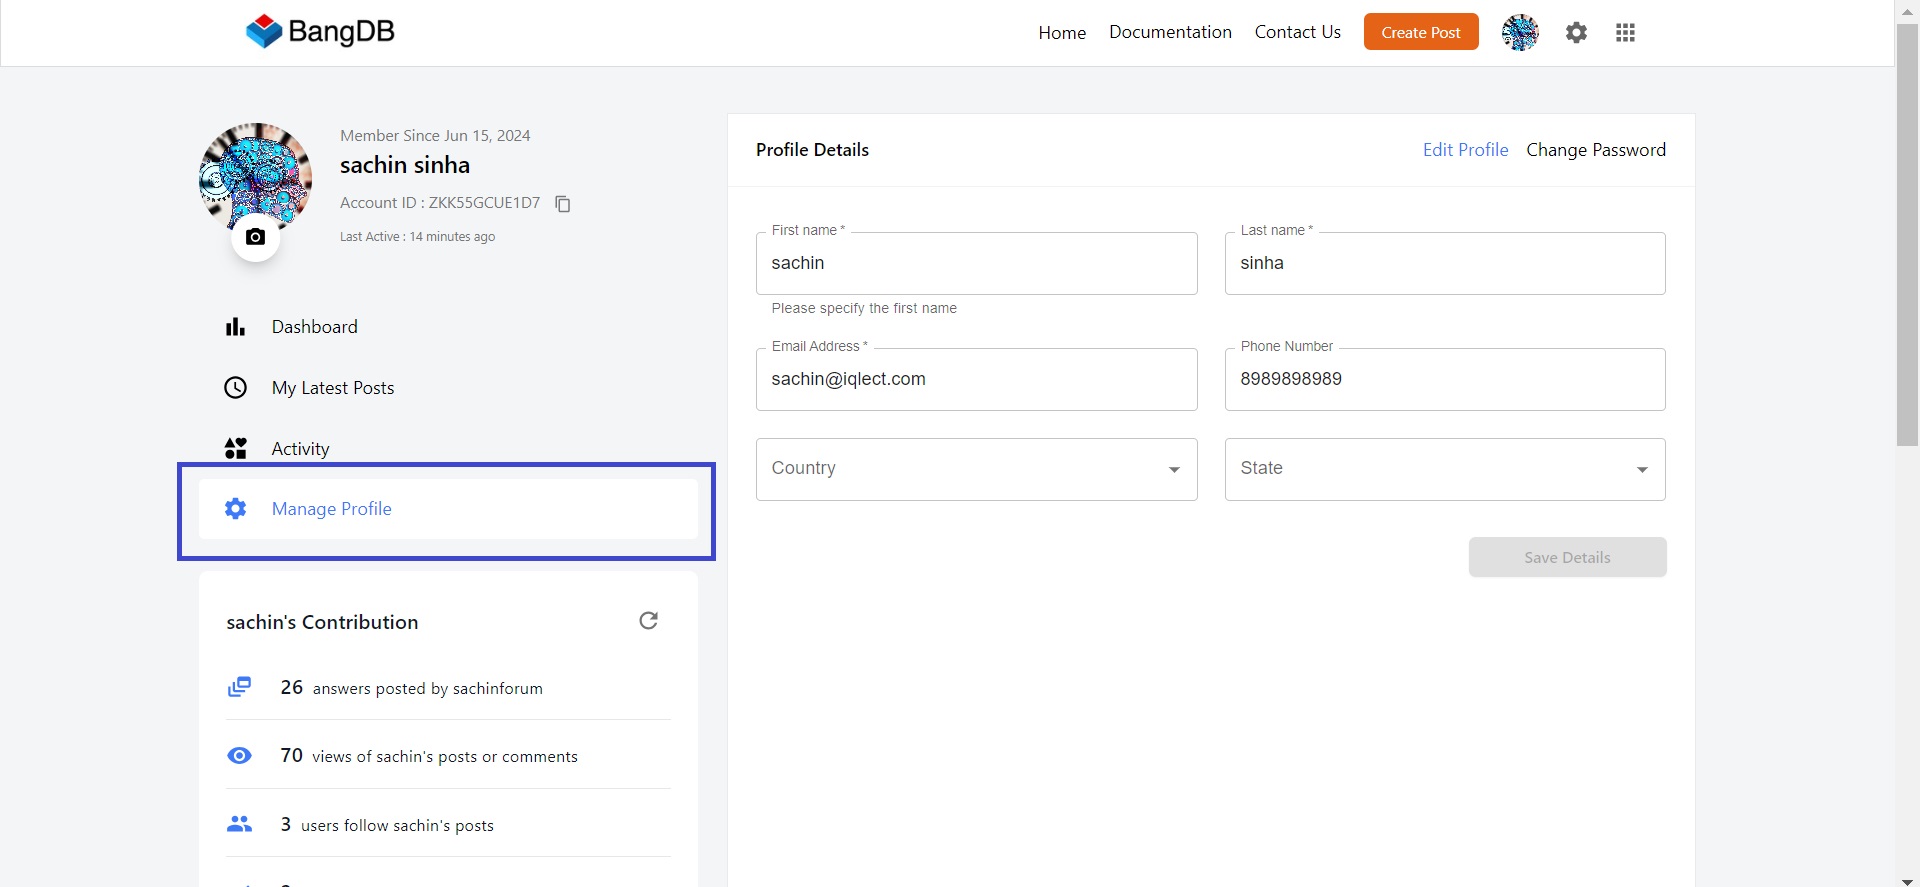 BangDB
Home Documentation Contact Us Create Post
Member Since Jun 15, 2024
sachin sinha
Account ID : ZKK55GCUE1D7
Last Active : 14 minutes ago
Dashboard
My Latest Posts
Activity
Manage Profile
sachin's Contribution
26 answers posted by sachinforum
70 views of sachin's posts or comments
3 users follow sachin's posts
Profile Details Edit Profile Change Password
First name *
sachin
Please specify the first name
Last name *
sinha
Email Address *
sachin@iqlect.com
Phone Number
8989898989
Country
State
Save Details